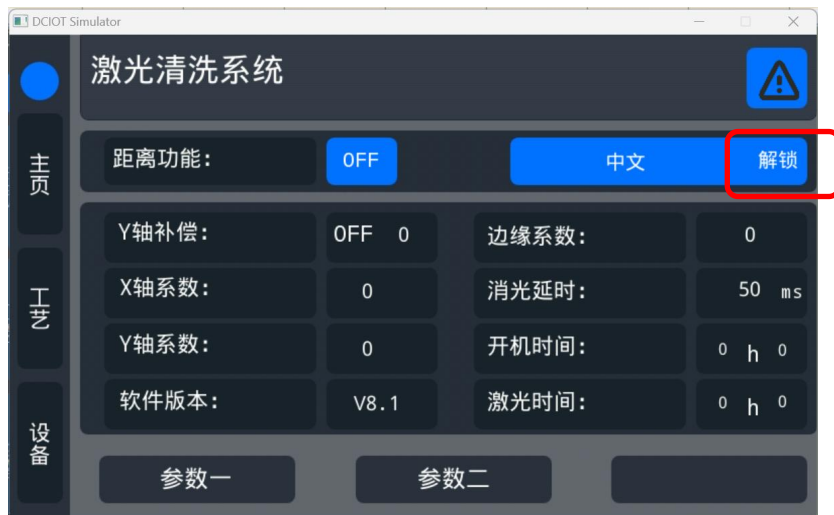 DCIOT Simulator
激光清洗系统
主页
工艺
设备
距离功能: OFF 中文 解锁
Y轴补偿: OFF 0 边缘系数: 0
X轴系数: 0 消光延时: 50 ms
Y轴系数: 0 开机时间: 0 h 0
软件版本: V8.1 激光时间: 0 h 0
参数一 参数二